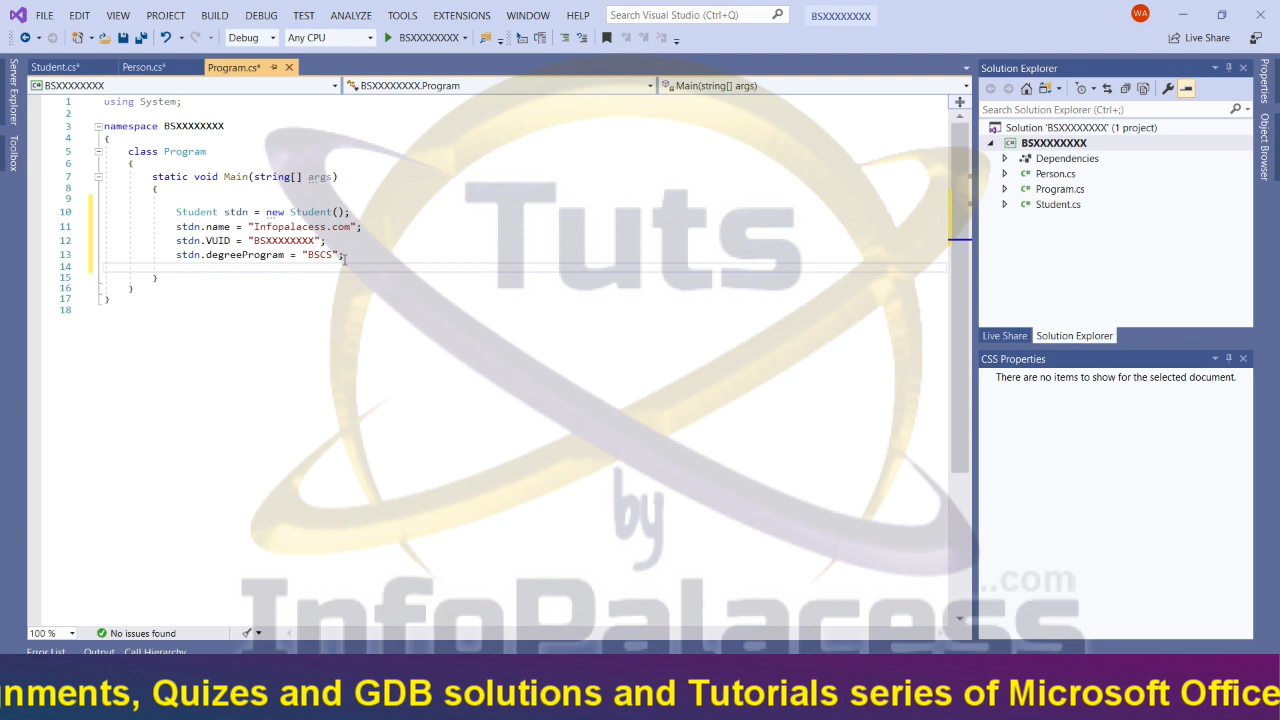 FILE EDIT VIEW PROJECT BUILD DEBUG TEST ANALYZE TOOLS EXTENSIONS WINDOW HELP Search Visual Studio (Ctrl+Q) BSXXXXXXXX WA
Debug Any CPU BSXXXXXXXX Live Share
Server Explorer
Toolbox
Student.cs* Person.cs* Program.cs*
BSXXXXXXXX BSXXXXXXXX.Program Main(string[] args)
1 using System;
2
3 namespace BSXXXXXXXX
4 {
5 class Program
6 {
7 static void Main(string[] args)
8 {
9
10 Student stdn = new Student();
11 stdn.name = "Infopalacess.com";
12 stdn.VUID = "BSXXXXXXXX";
13 stdn.degreeProgram = "BSCS";
14
15 }
16 }
17 }
18
Tuts
by
InfoPalacess
...com
100 % No issues found
Error List Output Call Hierarchy
Solution Explorer
Search Solution Explorer (Ctrl+;)
Solution 'BSXXXXXXXX' (1 project)
BSXXXXXXXX
Dependencies
Person.cs
Program.cs
Student.cs
Live Share Solution Explorer
CSS Properties
There are no items to show for the selected document.
Properties
Object Browser
gnments, Quizes and GDB solutions and Tutorials series of Microsoft Office